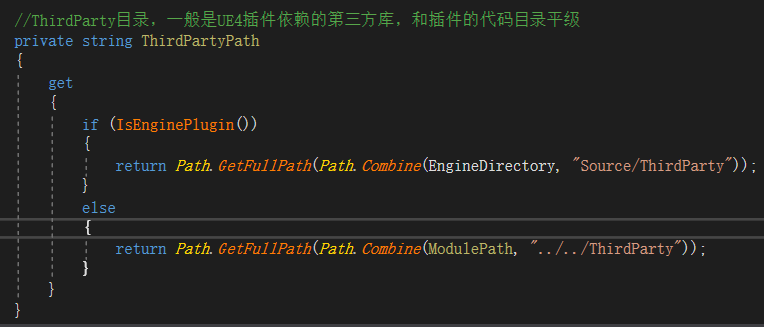 //ThirdParty目录，一般是UE4插件依赖的第三方库，和插件的代码目录平级
private string ThirdPartyPath
{
get
{
if (IsEnginePlugin())
{
return Path.GetFullPath(Path.Combine(EngineDirectory, "Source/ThirdParty"));
}
else
{
return Path.GetFullPath(Path.Combine(ModulePath, "../../ThirdParty"));
}
}
}